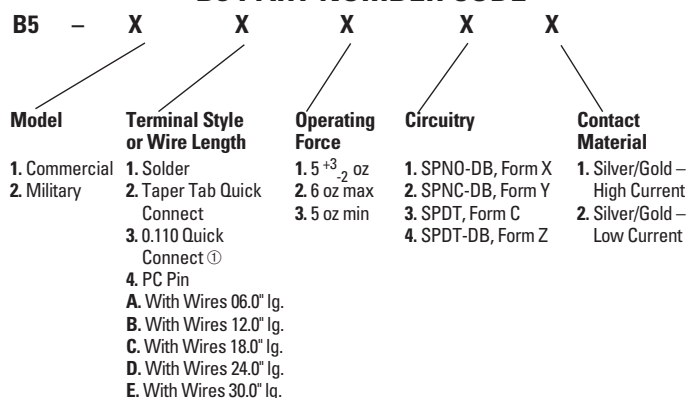 B5 PART NUMBER CODE
B5 – X X X X X
Model
1. Commercial
2. Military
Terminal Style
or Wire Length
1. Solder
2. Taper Tab Quick
Connect
3. 0.110 Quick
Connect ①
4. PC Pin
A. With Wires 06.0" lg.
B. With Wires 12.0" lg.
C. With Wires 18.0" lg.
D. With Wires 24.0" lg.
E. With Wires 30.0" lg.
Operating
Force
1. 5 +3 -2 oz
2. 6 oz max
3. 5 oz min
Circuitry
1. SPNO-DB, Form X
2. SPNC-DB, Form Y
3. SPDT, Form C
4. SPDT-DB, Form Z
Contact
Material
1. Silver/Gold –
High Current
2. Silver/Gold –
Low Current